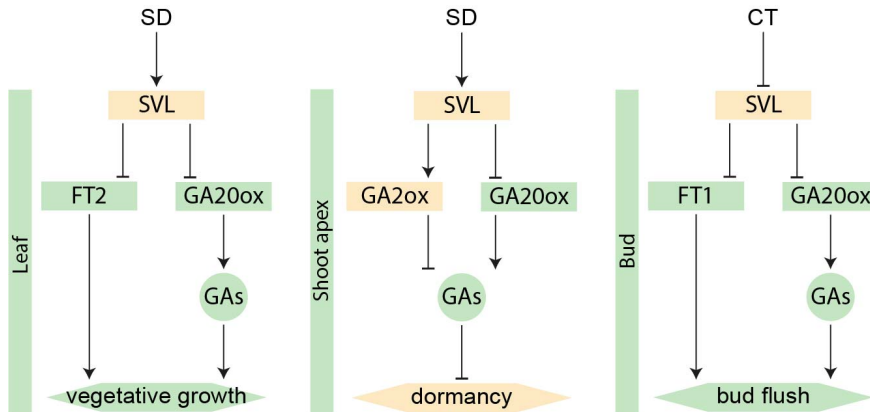 SD
SD
CT
SVL
SVL
SVL
FT2
GA20ox
GA2ox
GA20ox
FT1
GA20ox
Leaf
Shoot apex
Bud
GAs
GAs
GAs
vegetative growth
dormancy
bud flush